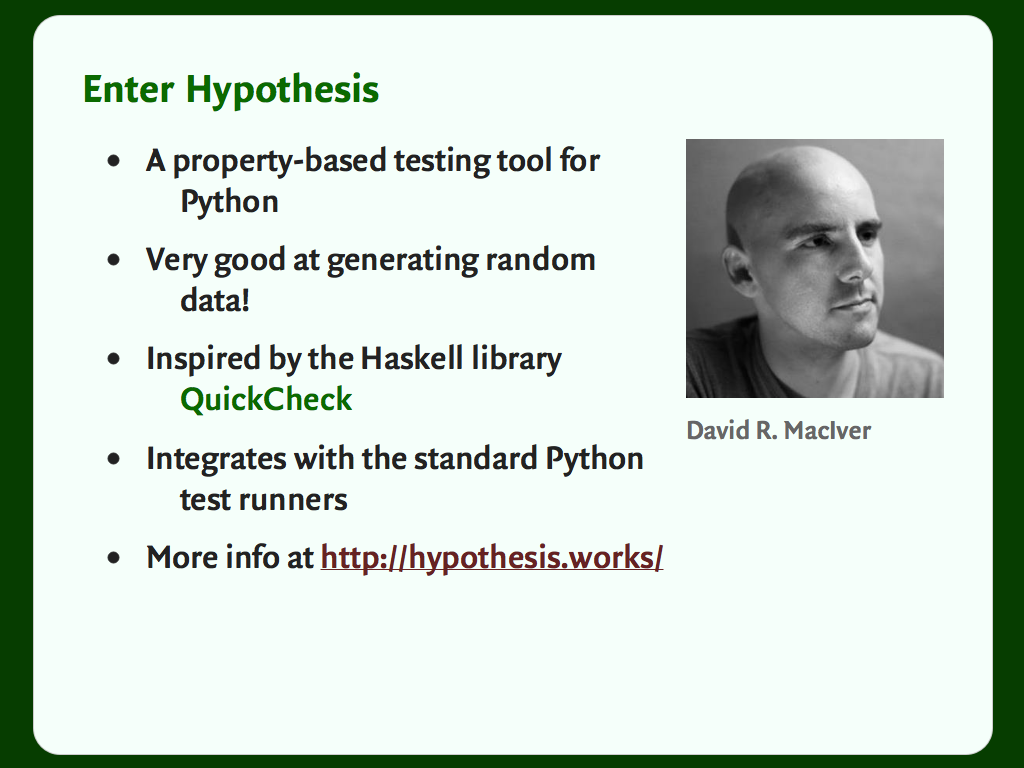 Enter Hypothesis
• A property-based testing tool for
Python
• Very good at generating random
data!
• Inspired by the Haskell library
QuickCheck
• Integrates with the standard Python
test runners
• More info at http://hypothesis.works/
David R. MacIver